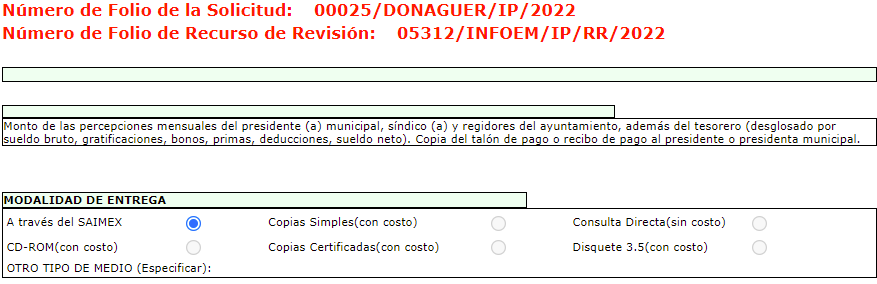 Número de Folio de la Solicitud: 00025/DONAGUER/IP/2022
Número de Folio de Recurso de Revisión: 05312/INFOEM/IP/RR/2022
Monto de las percepciones mensuales del presidente (a) municipal, síndico (a) y regidores del ayuntamiento, además del tesorero (desglosado por
sueldo bruto, gratificaciones, bonos, primas, deducciones, sueldo neto). Copia del talón de pago o recibo de pago al presidente o presidenta municipal.
MODALIDAD DE ENTREGA
A través del SAIMEX Copias Simples(con costo) Consulta Directa(sin costo)
CD-ROM(con costo) Copias Certificadas(con costo) Disquete 3.5(con costo)
OTRO TIPO DE MEDIO (Especificar):